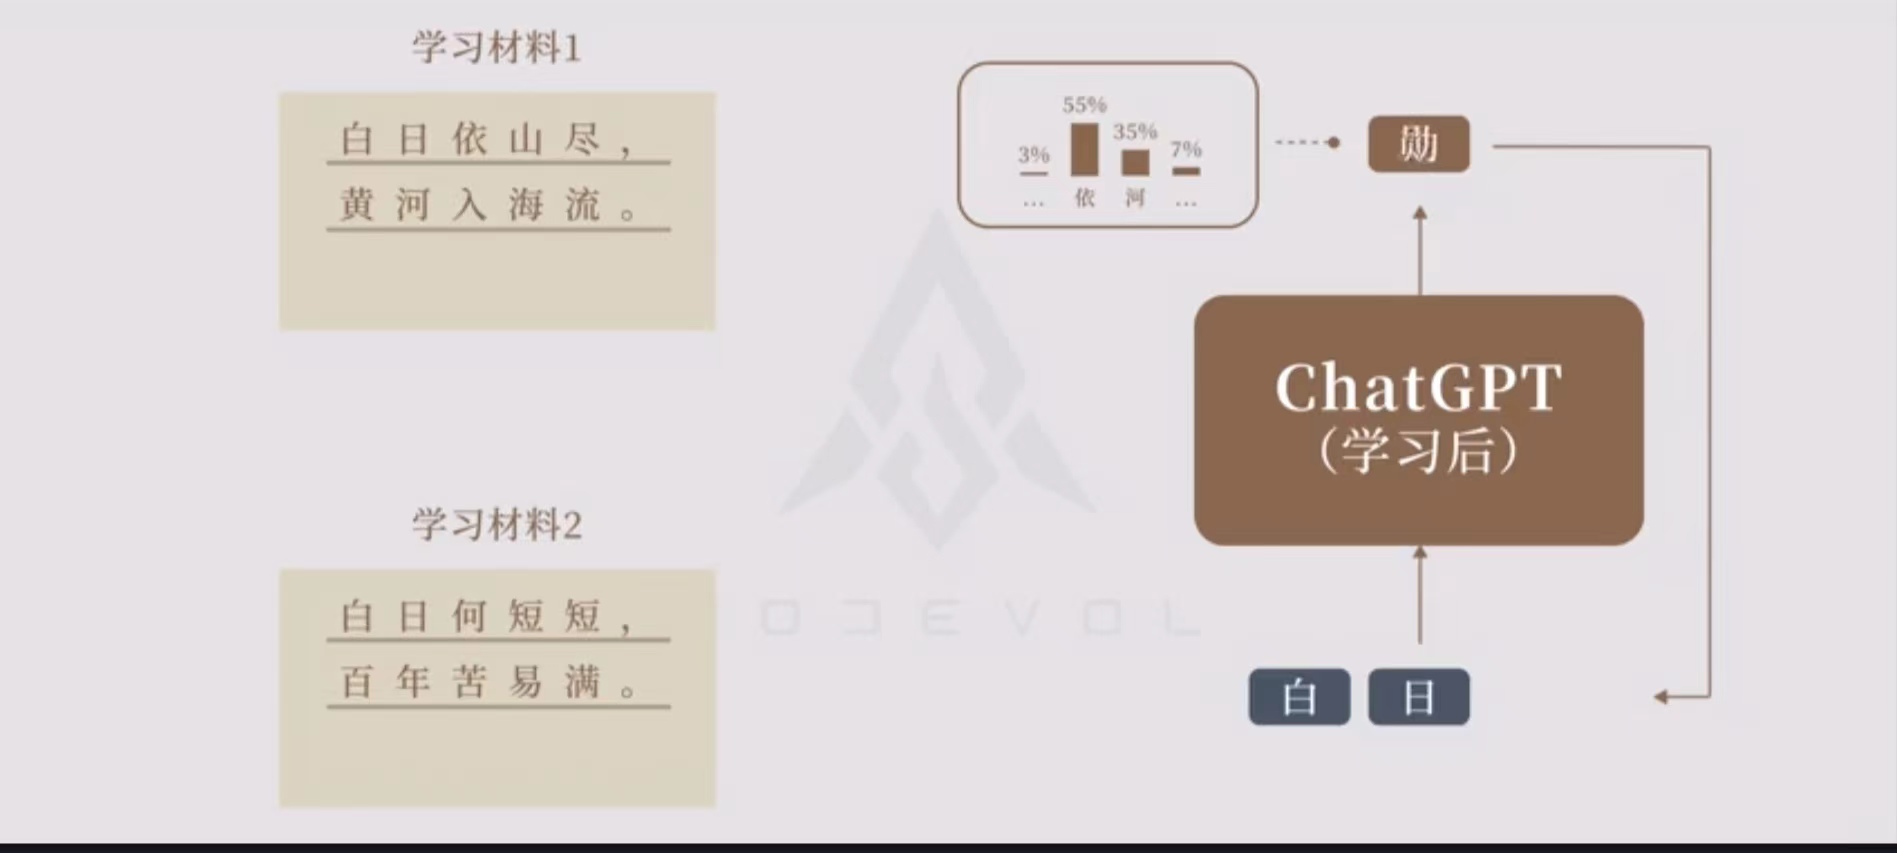 学习材料1
白日依山尽，
黄河入海流。
学习材料2
白日何短短，
百年苦易满。
55%
35%
3%
7%
...
依
河
...
ChatGPT
（学习后）
白
日